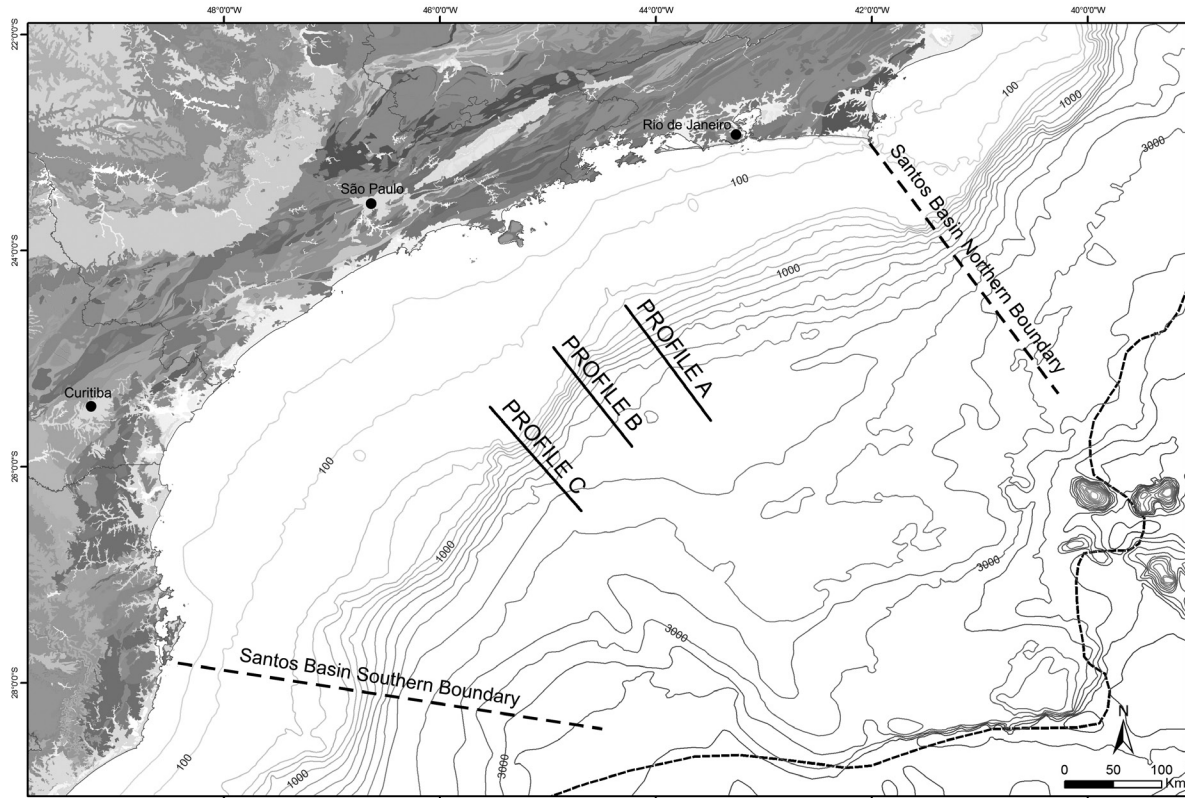 48°0'0"W
46°0'0"W
44°0'0"W
42°0'0"W
40°0'0"W
22°0'0"S
24°0'0"S
26°0'0"S
28°0'0"S
100
1000
3000
Rio de Janeiro
São Paulo
100
Santos Basin Northern Boundary
1000
PROFILE A
PROFILE B
PROFILE C
Curitiba
100
1000
3000
3000
Santos Basin Southern Boundary
100
1000
3000
N
0 50 100
Km